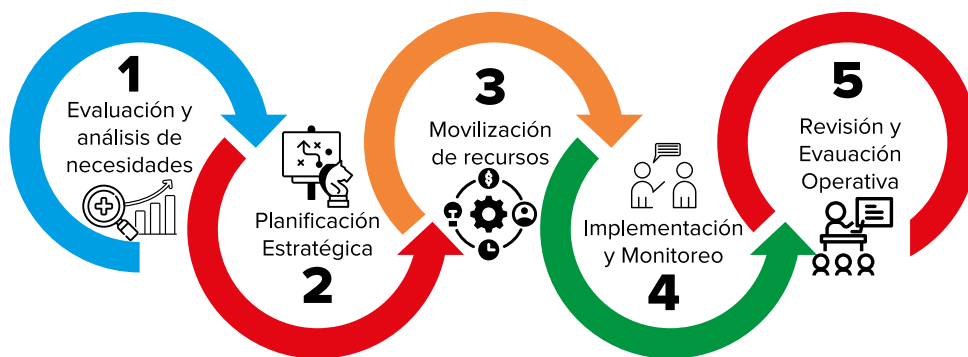 1
Evaluación y
análisis de
necesidades
Planificación
Estratégica
2
3
Movilización
de recursos
Implementación
y Monitoreo
4
5
Revisión y
Evauación
Operativa